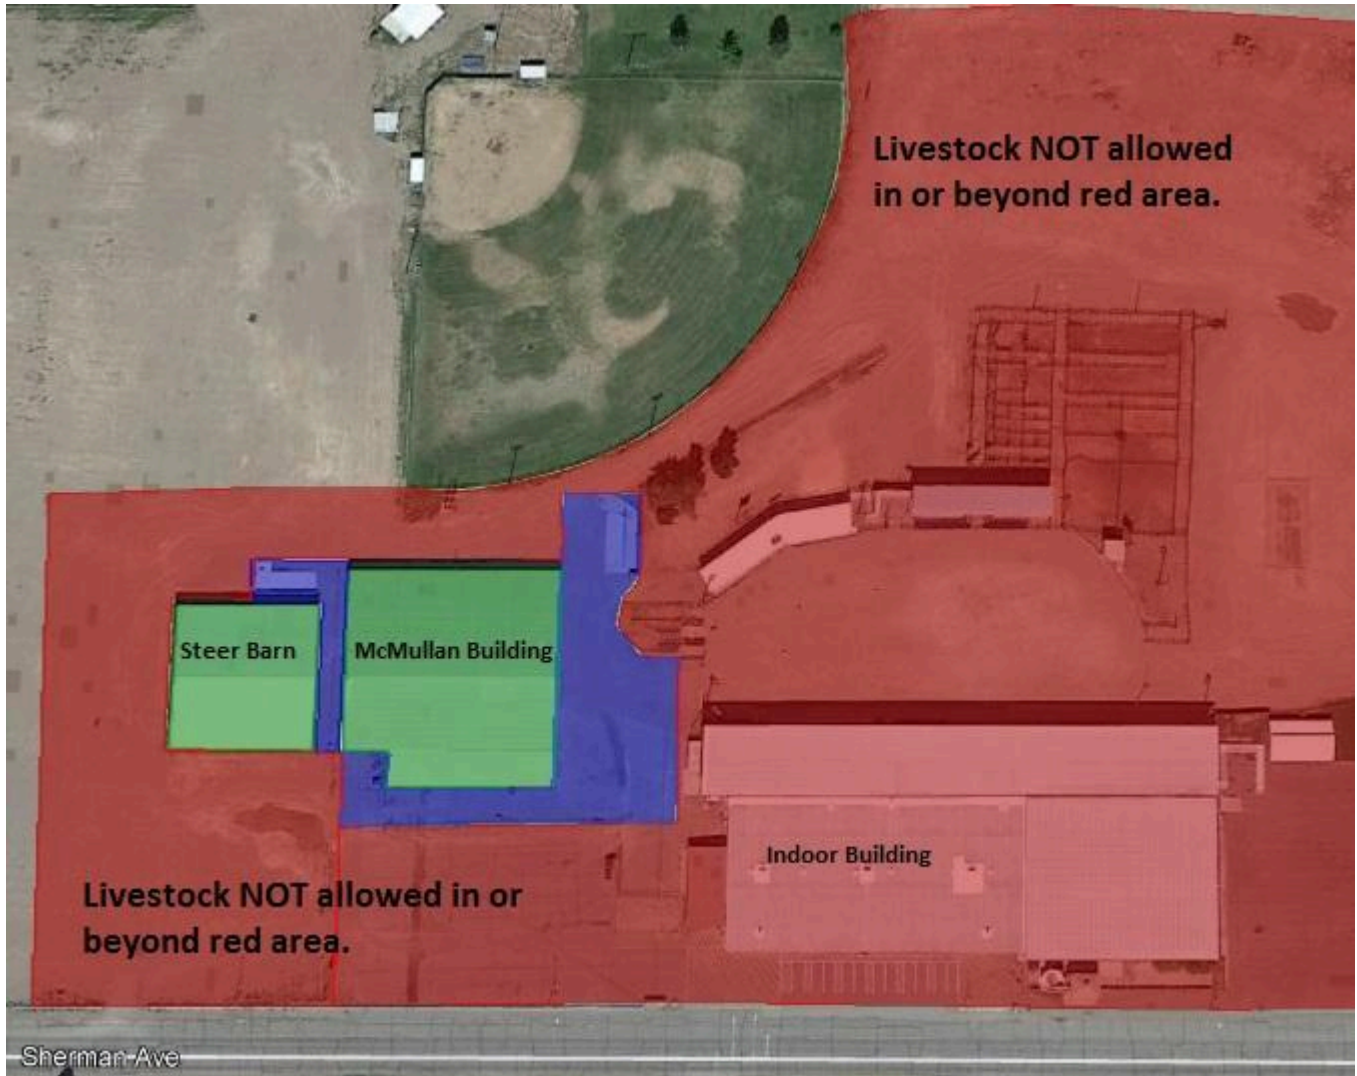 Livestock NOT allowed
in or beyond red area.
Steer Barn
McMullan Building
Indoor Building
Livestock NOT allowed in or
beyond red area.
Sherman Ave